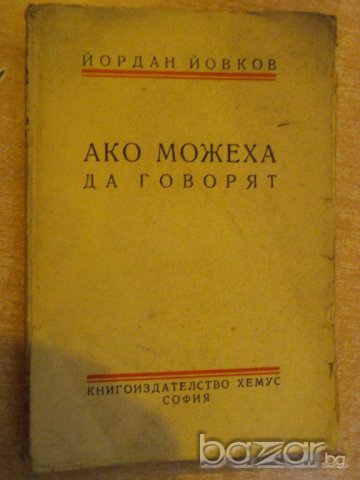 ЙОРДАН ЙОВКОВ
АКО МОЖЕХА
ДА ГОВОРЯТ
КНИГОИЗДАТЕЛСТВО ХЕМУС
СОФИЯ
bazar.bg